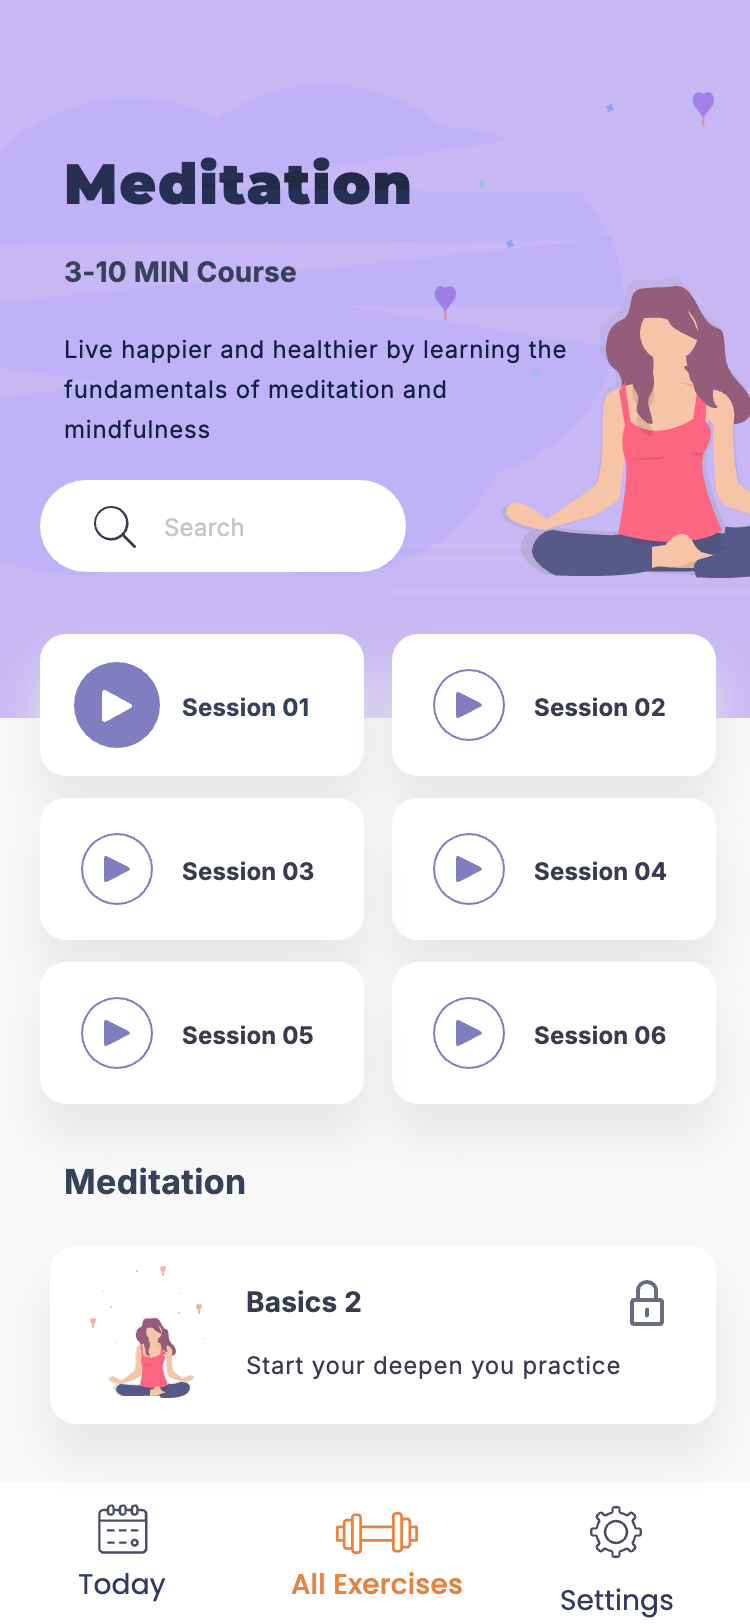 Meditation
3-10 MIN Course
Live happier and healthier by learning the
fundamentals of meditation and
mindfulness
Search
Session 01
Session 02
Session 03
Session 04
Session 05
Session 06
Meditation
Basics 2
Start your deepen you practice
Today
All Exercises
Settings